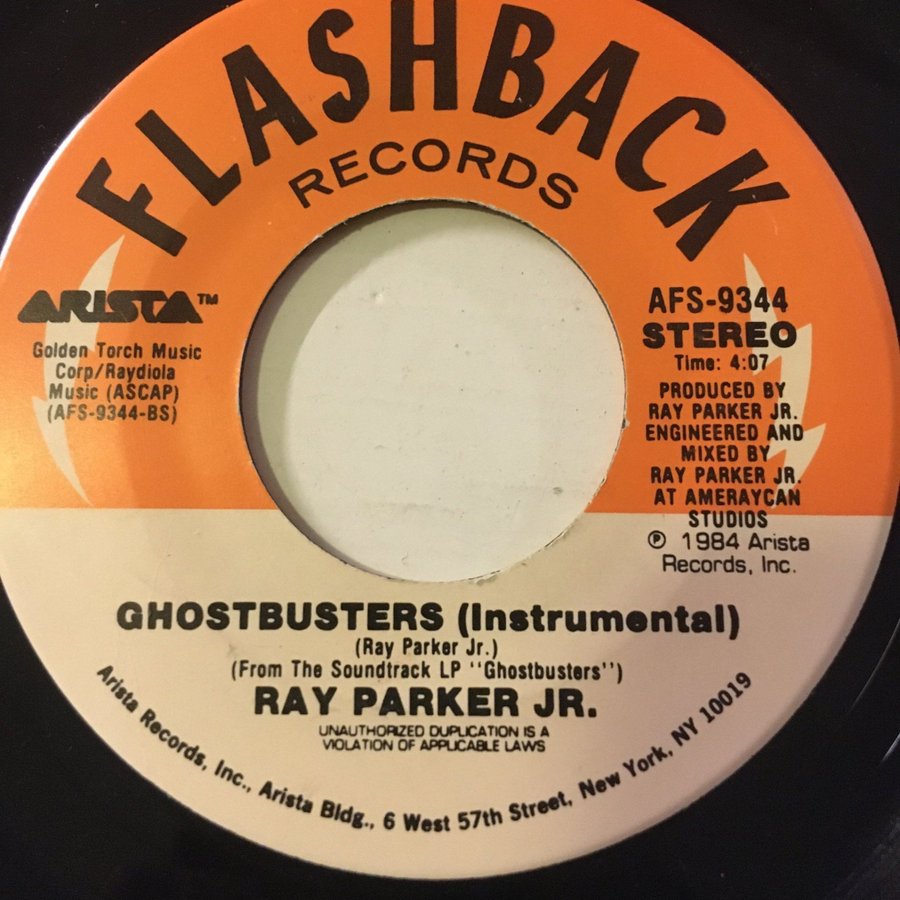 FLASHBACK
RECORDS
ARISTA™
Golden Torch Music
Corp/Raydiola
Music (ASCAP)
(AFS-9344-BS)
AFS-9344
STEREO
Time: 4:07
PRODUCED BY
RAY PARKER JR.
ENGINEERED AND
MIXED BY
RAY PARKER JR.
AT AMERAYCAN
STUDIOS
℗ 1984 Arista
Records, Inc.
GHOSTBUSTERS (Instrumental)
(Ray Parker Jr.)
(From The Soundtrack LP "Ghostbusters")
RAY PARKER JR.
UNAUTHORIZED DUPLICATION IS A
VIOLATION OF APPLICABLE LAWS
Arista Records, Inc., Arista Bldg., 6 West 57th Street, New York, NY 10019